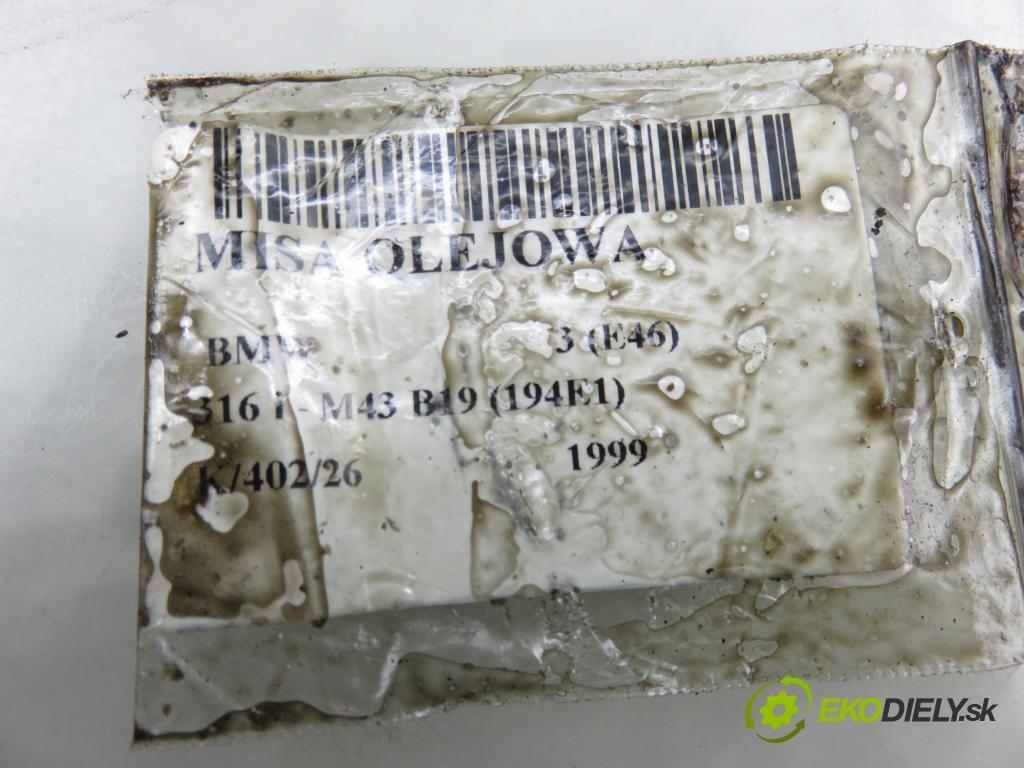 MISA OLEJOWA
BMW 3 (E46)
316 i - M43 B19 (194E1)
K/402/26 1999
EKODIELY.sk